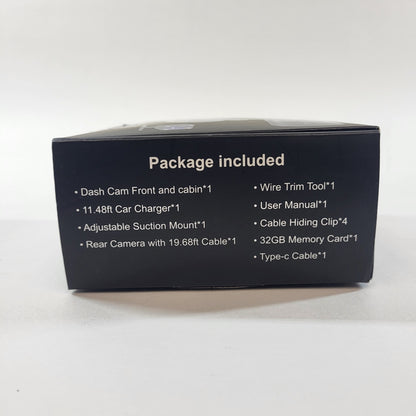 Package included
• Dash Cam Front and cabin*1
• 11.48ft Car Charger*1
• Adjustable Suction Mount*1
• Rear Camera with 19.68ft Cable*1
• Wire Trim Tool*1
• User Manual*1
• Cable Hiding Clip*4
• 32GB Memory Card*1
• Type-c Cable*1